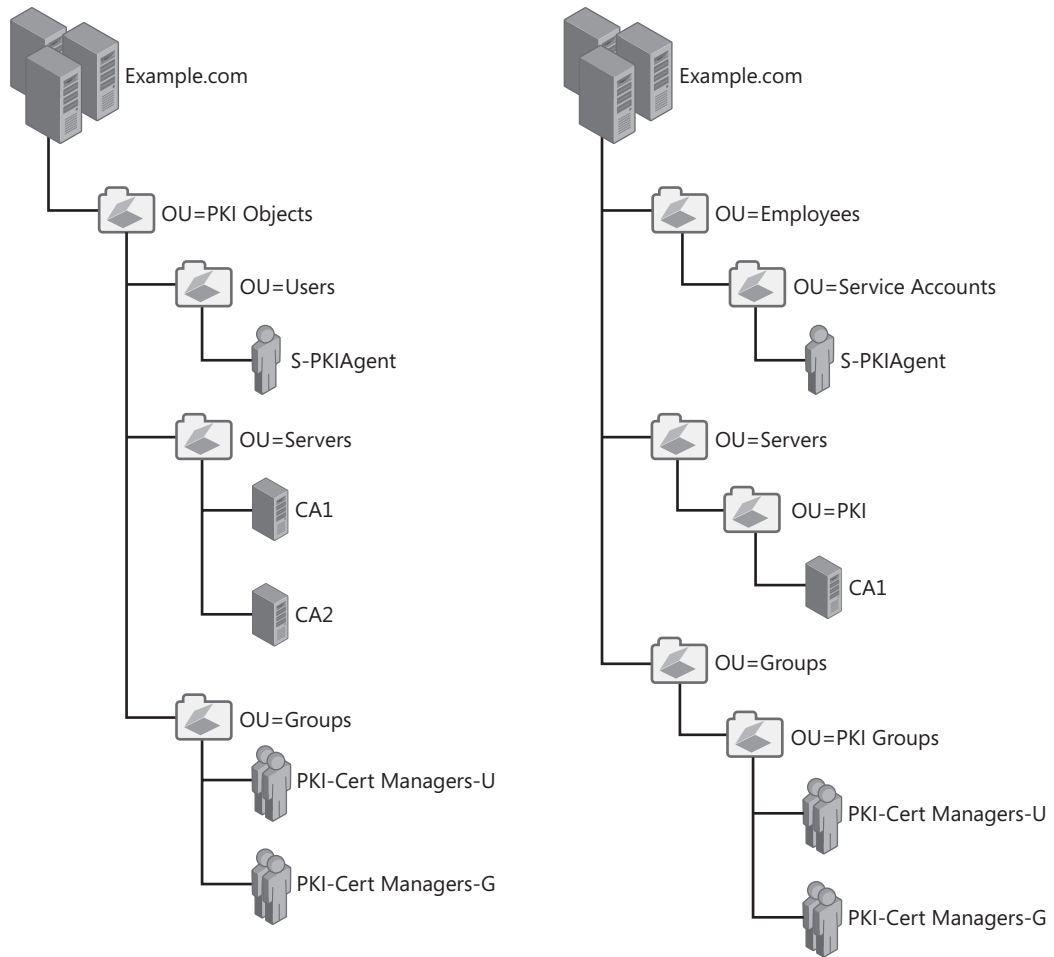 Example.com
OU=PKI Objects
OU=Users
S-PKIAgent
OU=Servers
CA1
CA2
OU=Groups
PKI-Cert Managers-U
PKI-Cert Managers-G
Example.com
OU=Employees
OU=Service Accounts
S-PKIAgent
OU=Servers
OU=PKI
CA1
OU=Groups
OU=PKI Groups
PKI-Cert Managers-U
PKI-Cert Managers-G